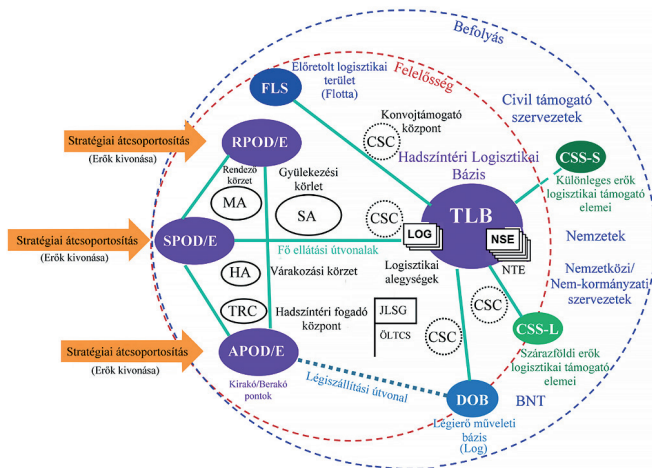 Befolyás
Felelősség
FLS
Előretolt logisztikai
terület
(Flotta)
Civil támogató
szervezetek
Stratégiai átcsoportosítás
(Erők kivonása)
RPOD/E
Konvojtámogató
központ
CSC
Hadszíntéri Logisztikai
Bázis
CSS-S
Különleges erők
logisztikai támogató
elemei
Rendező
körzet
MA
Gyülekezési
körlet
SA
CSC
TLB
LOG
NSE
NTE
Stratégiai átcsoportosítás
(Erők kivonása)
SPOD/E
Fő ellátási útvonalak
Logisztikai
alegységek
Nemzetek
HA
Várakozási körzet
Nemzetközi/
Nem-kormányzati
szervezetek
TRC
Hadszíntéri fogadó
központ
JLSG
ÖLTCS
CSC
CSC
CSS-L
Szárazföldi erők
logisztikai támogató
elemei
Stratégiai átcsoportosítás
(Erők kivonása)
APOD/E
Kirakó/Berakó
pontok
Légiszállítási útvonal
DOB
BNT
Légierő műveleti
bázis
(Log)